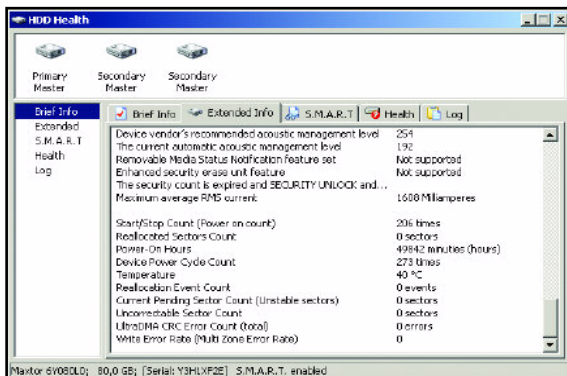 HDD Health
Primary Master
Secondary Master
Secondary Master
Brief Info
Extended
S.M.A.R.T
Health
Log
Brief Info Extended Info S.M.A.R.T Health Log
Device vendor's recommended acoustic management level 254
The current automatic acoustic management level 192
Removable Media Status Notification feature set Not supported
Enhanced security erase unit feature Not supported
The security count is expired and SECURITY UNLOCK and...
Maximum average RMS current 1608 Miliamperes
Start/Stop Count (Power on count) 206 times
Reallocated Sectors Count 0 sectors
Power-On Hours 49842 minuties (hours)
Device Power Cycle Count 273 times
Temperature 40 °C
Reallocation Event Count 0 events
Current Pending Sector Count (Unstable sectors) 0 sectors
Uncorrectable Sector Count 0 sectors
UltraDMA CRC Error Count (total) 0 errors
Write Error Rate (Multi Zone Error Rate) 0
Maxtor 6Y080L0; 80,0 GB; [Serial: Y3H1XF2E] S.M.A.R.T. enabled